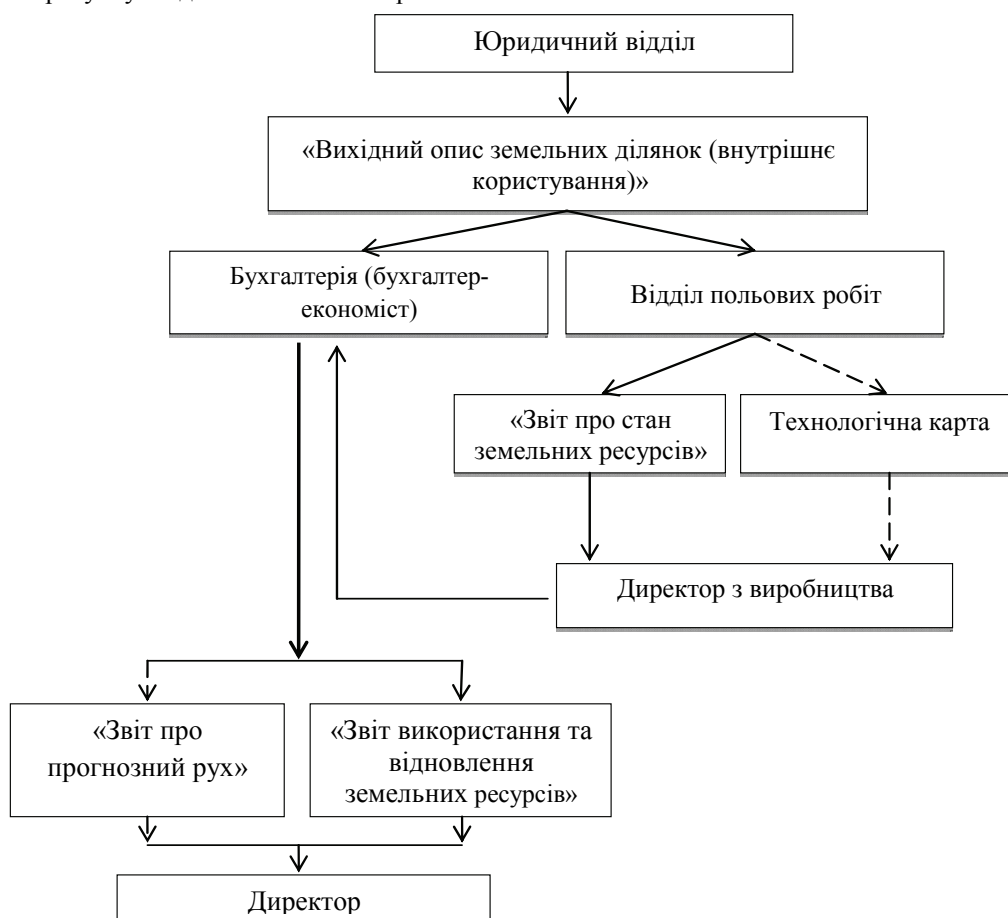 Юридичний відділ
«Вихідний опис земельних ділянок (внутрішнє
користування)»
Бухгалтерія (бухгалтер-
економіст)
Відділ польових робіт
«Звіт про стан
земельних ресурсів»
Технологічна карта
Директор з виробництва
«Звіт про
прогнозний рух»
«Звіт використання та
відновлення
земельних ресурсів»
Директор